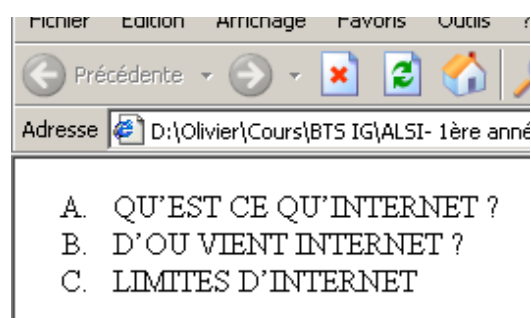 Fichier Edition Affichage Favoris Outils ?
Précédente
Adresse D:\Olivier\Cours\BTS IG\ALSI- 1ère anné
A. QU'EST CE QU'INTERNET ?
B. D'OU VIENT INTERNET ?
C. LIMITES D'INTERNET